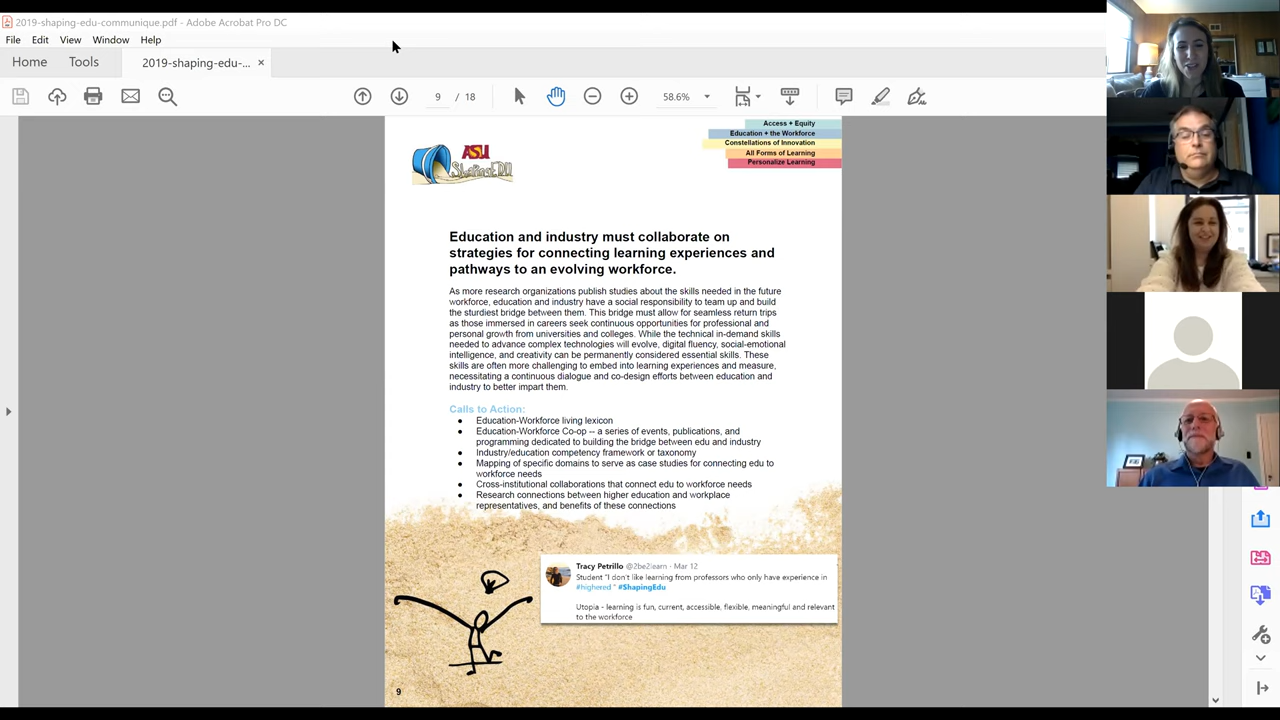 2019-shaping-edu-communique.pdf - Adobe Acrobat Pro DC
File Edit View Window Help
Home Tools 2019-shaping-edu-... ×
9 / 18 58.6%
Access + Equity
Education + the Workforce
Constellations of Innovation
All Forms of Learning
Personalize Learning
ASU
ShapingEDU
Education and industry must collaborate on
strategies for connecting learning experiences and
pathways to an evolving workforce.
As more research organizations publish studies about the skills needed in the future
workforce, education and industry have a social responsibility to team up and build
the sturdiest bridge between them. This bridge must allow for seamless return trips
as those immersed in careers seek continuous opportunities for professional and
personal growth from universities and colleges. While the technical in-demand skills
needed to advance complex technologies will evolve, digital fluency, social-emotional
intelligence, and creativity can be permanently considered essential skills. These
skills are often more challenging to embed into learning experiences and measure,
necessitating a continuous dialogue and co-design efforts between education and
industry to better impart them.
Calls to Action:
● Education-Workforce living lexicon
● Education-Workforce Co-op -- a series of events, publications, and
programming dedicated to building the bridge between edu and industry
● Industry/education competency framework or taxonomy
● Mapping of specific domains to serve as case studies for connecting edu to
workforce needs
● Cross-institutional collaborations that connect edu to workforce needs
● Research connections between higher education and workplace
representatives, and benefits of these connections
Tracy Petrillo @2be2learn · Mar 12
Student "I don't like learning from professors who only have experience in
#highered " #ShapingEdu
Utopia - learning is fun, current, accessible, flexible, meaningful and relevant
to the workforce
9